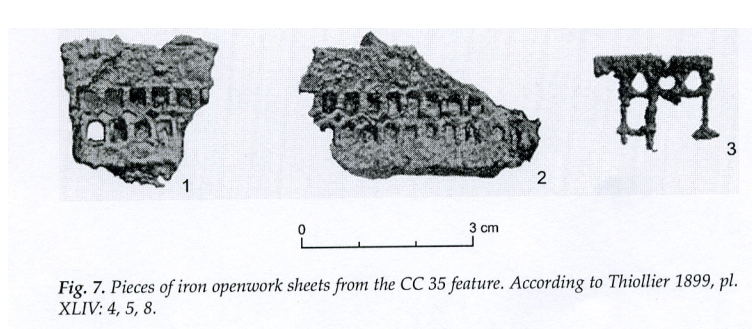 1
2
3
0 3 cm
Fig. 7. Pieces of iron openwork sheets from the CC 35 feature. According to Thiollier 1899, pl.
XLIV: 4, 5, 8.